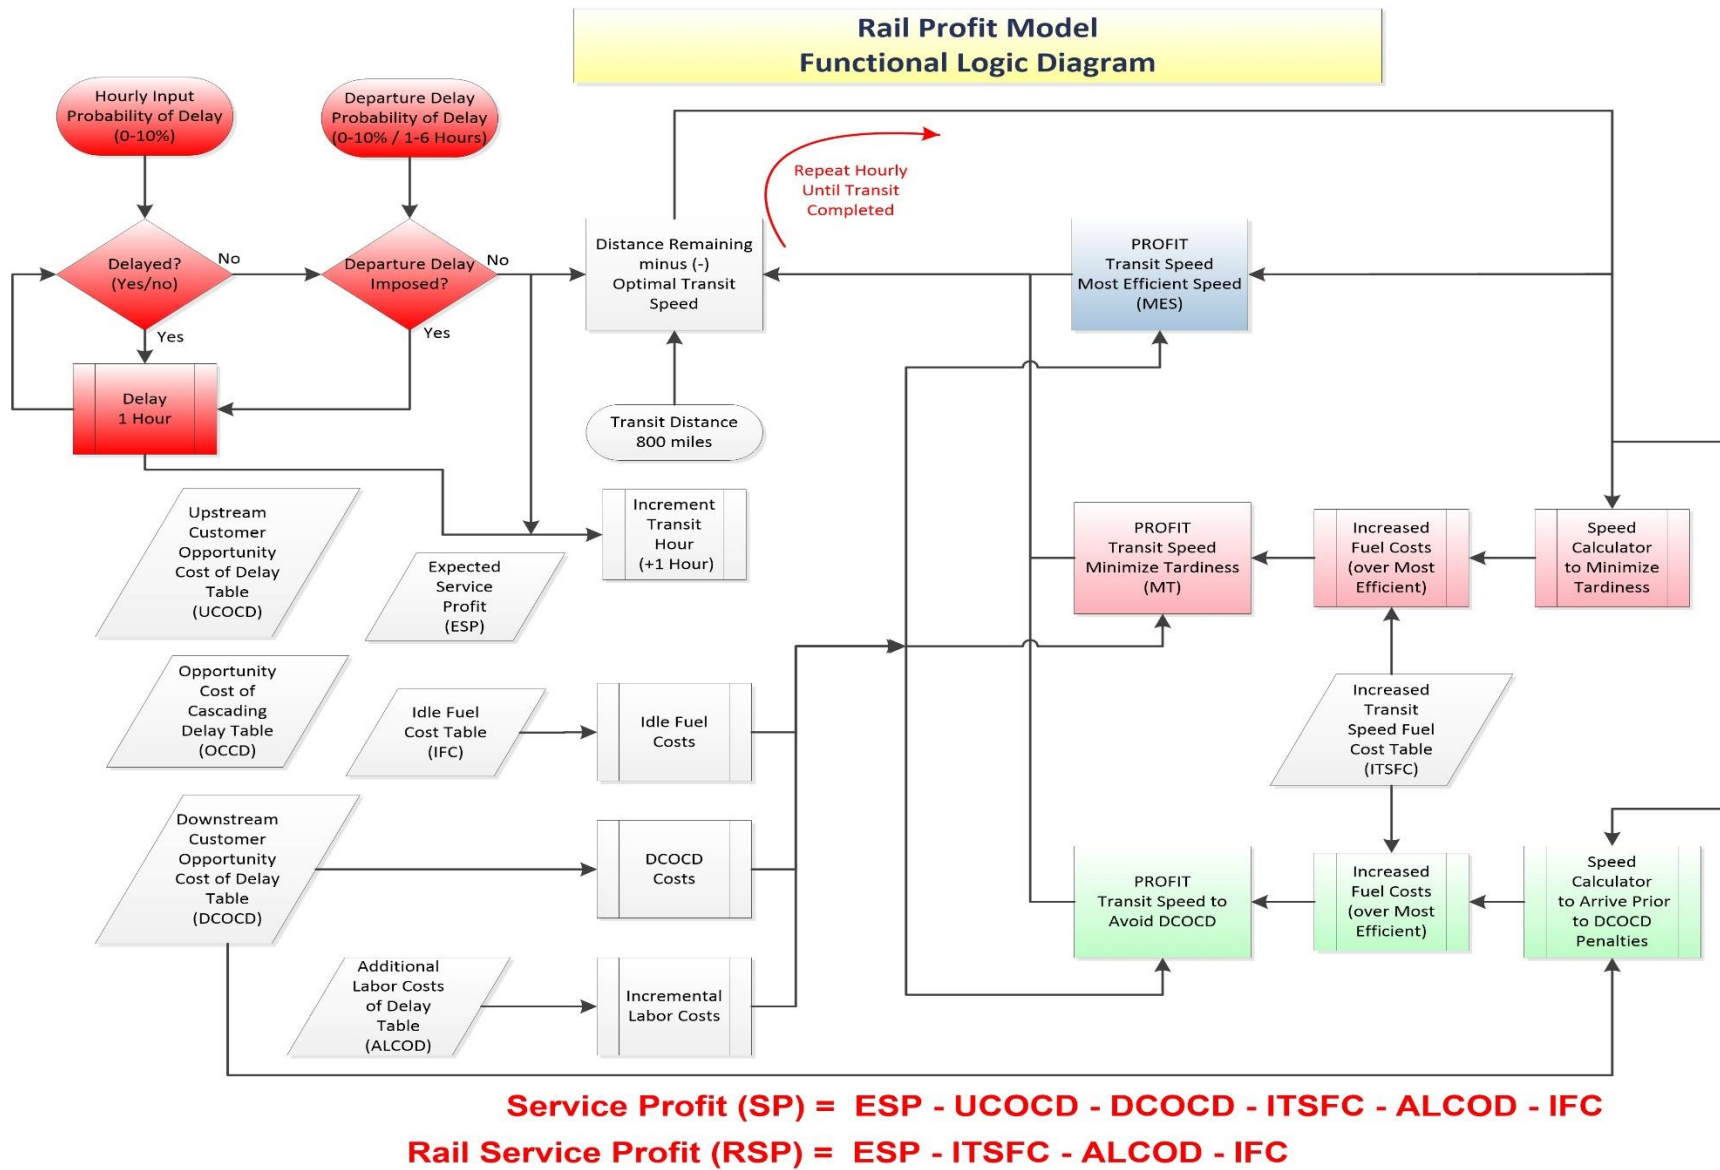 Rail Profit Model
Functional Logic Diagram
Hourly Input
Probability of Delay
(0-10%)
Departure Delay
Probability of Delay
(0-10% / 1-6 Hours)
Repeat Hourly
Until Transit
Completed
Delayed?
(Yes/no)
No
Yes
Departure Delay
Imposed?
No
Yes
Distance Remaining
minus (-)
Optimal Transit
Speed
PROFIT
Transit Speed
Most Efficient Speed
(MES)
Delay
1 Hour
Transit Distance
800 miles
Upstream
Customer
Opportunity
Cost of Delay
Table
(UCOCD)
Expected
Service
Profit
(ESP)
Increment
Transit
Hour
(+1 Hour)
PROFIT
Transit Speed
Minimize Tardiness
(MT)
Increased
Fuel Costs
(over Most
Efficient)
Speed
Calculator
to Minimize
Tardiness
Opportunity
Cost of
Cascading
Delay Table
(OCCD)
Idle Fuel
Cost Table
(IFC)
Idle Fuel
Costs
Increased
Transit
Speed Fuel
Cost Table
(ITSFC)
Downstream
Customer
Opportunity
Cost of Delay
Table
(DCOCD)
DCOCD
Costs
PROFIT
Transit Speed to
Avoid DCOCD
Increased
Fuel Costs
(over Most
Efficient)
Speed
Calculator
to Arrive Prior
to DCOCD
Penalties
Additional
Labor Costs
of Delay
Table
(ALCOD)
Incremental
Labor Costs
Service Profit (SP) = ESP - UCOCD - DCOCD - ITSFC - ALCOD - IFC
Rail Service Profit (RSP) = ESP - ITSFC - ALCOD - IFC